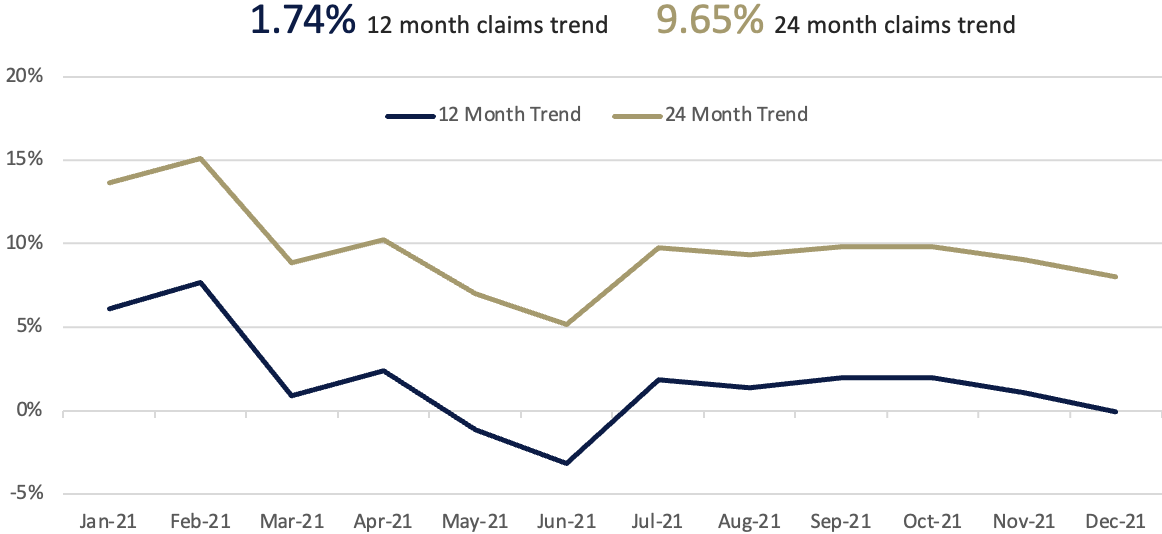 1.74% 12 month claims trend 9.65% 24 month claims trend
20%
12 Month Trend 24 Month Trend
15%
10%
5%
0%
-5%
Jan-21 Feb-21 Mar-21 Apr-21 May-21 Jun-21 Jul-21 Aug-21 Sep-21 Oct-21 Nov-21 Dec-21